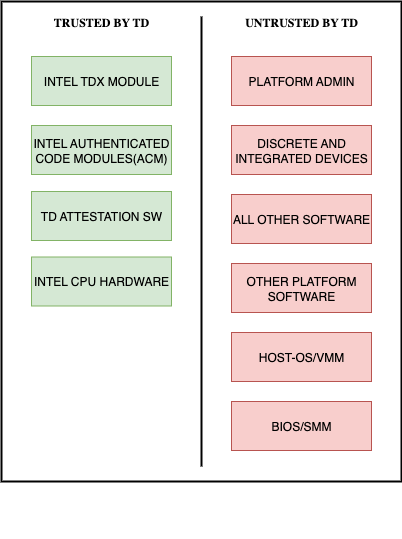 TRUSTED BY TD
INTEL TDX MODULE
INTEL AUTHENTICATED
CODE MODULES(ACM)
TD ATTESTATION SW
INTEL CPU HARDWARE
UNTRUSTED BY TD
PLATFORM ADMIN
DISCRETE AND
INTEGRATED DEVICES
ALL OTHER SOFTWARE
OTHER PLATFORM
SOFTWARE
HOST-OS/VMM
BIOS/SMM